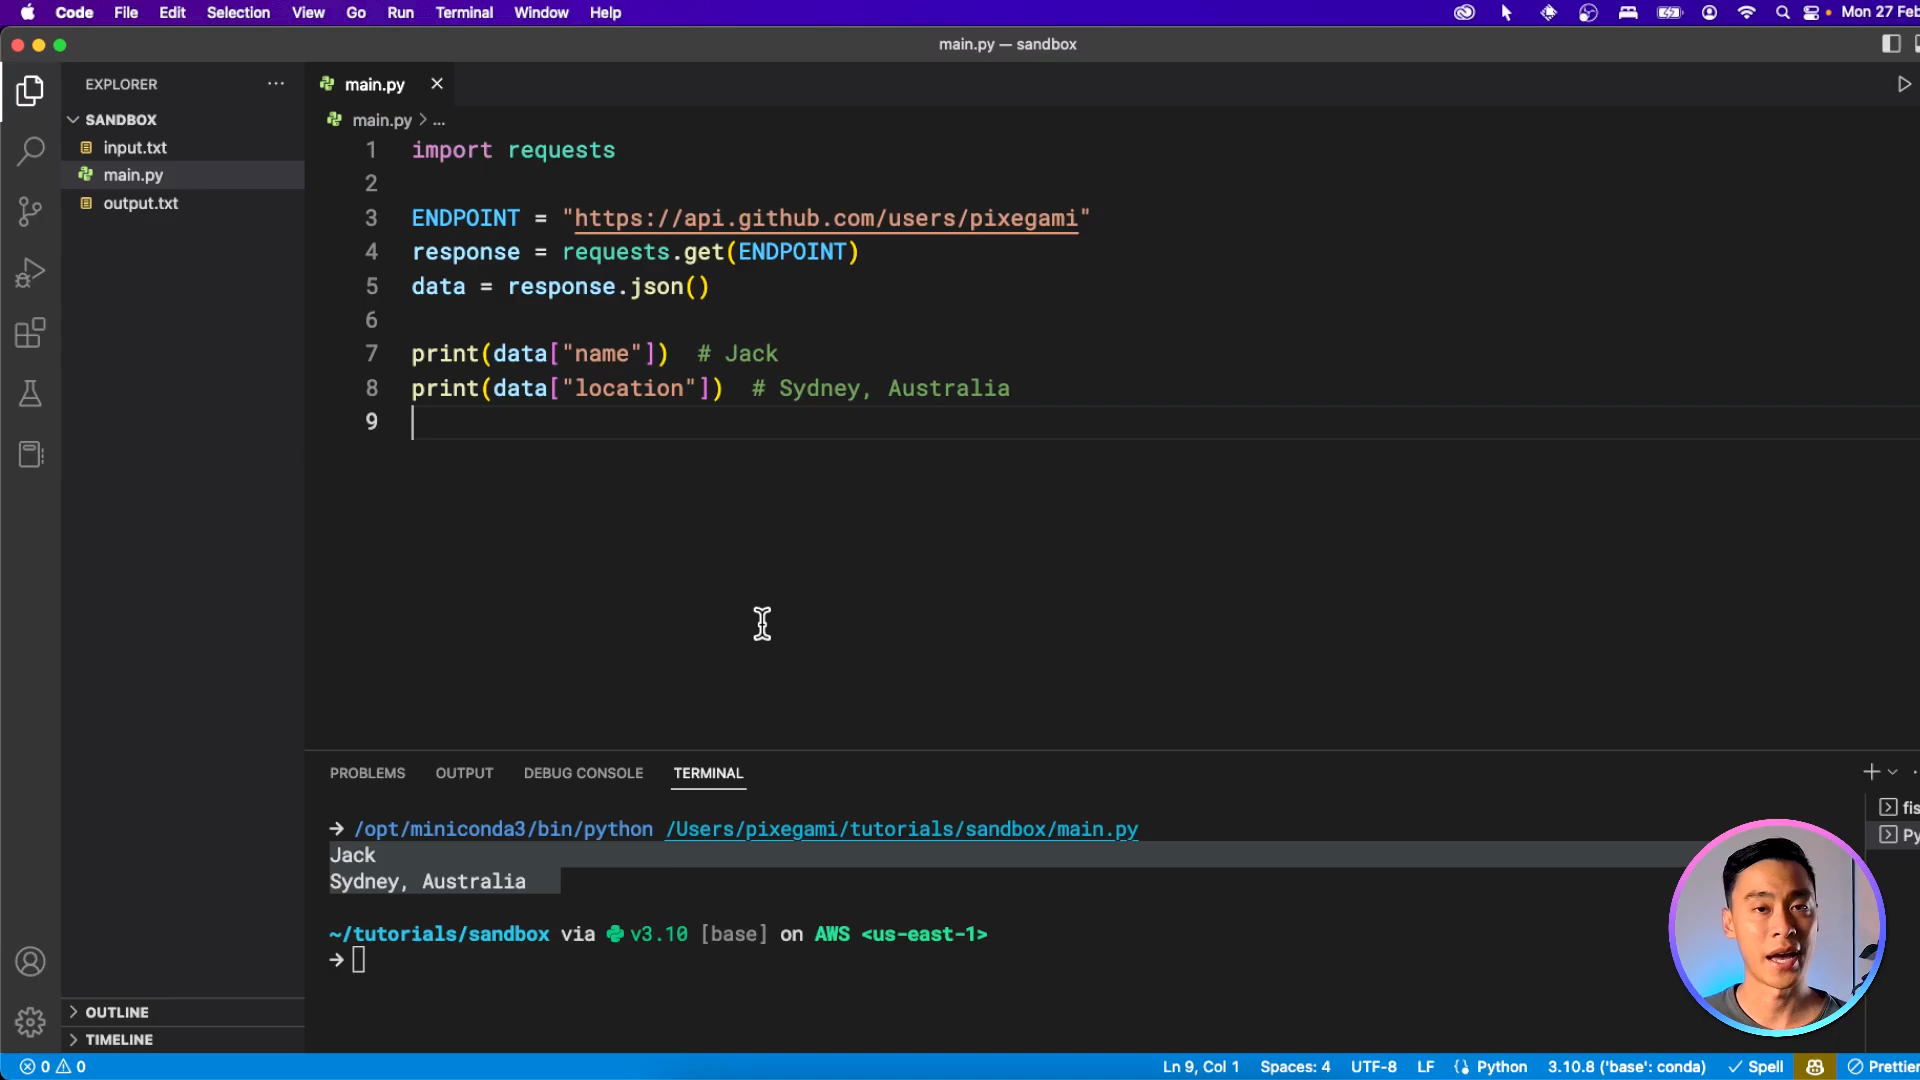 Code File Edit Selection View Go Run Terminal Window Help
Mon 27 Feb
main.py — sandbox
EXPLORER
main.py
SANDBOX
main.py > ...
input.txt
main.py
output.txt
1 import requests
2
3 ENDPOINT = "https://api.github.com/users/pixegami"
4 response = requests.get(ENDPOINT)
5 data = response.json()
6
7 print(data["name"])  # Jack
8 print(data["location"])  # Sydney, Australia
9
PROBLEMS OUTPUT DEBUG CONSOLE TERMINAL
→ /opt/miniconda3/bin/python /Users/pixegami/tutorials/sandbox/main.py
Jack
Sydney, Australia
~/tutorials/sandbox via v3.10 [base] on AWS <us-east-1>
→
fis
Py
OUTLINE
TIMELINE
0 0
Ln 9, Col 1 Spaces: 4 UTF-8 LF Python 3.10.8 ('base': conda) Spell Prettier